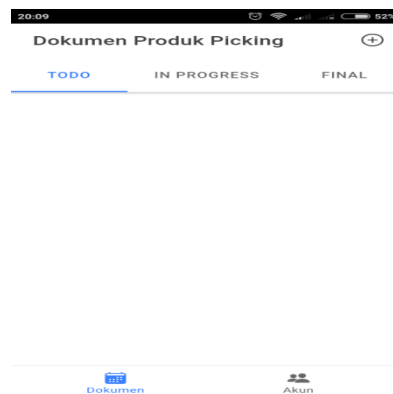 20:09 52%
Dokumen Produk Picking
TODO IN PROGRESS FINAL
Dokumen Akun